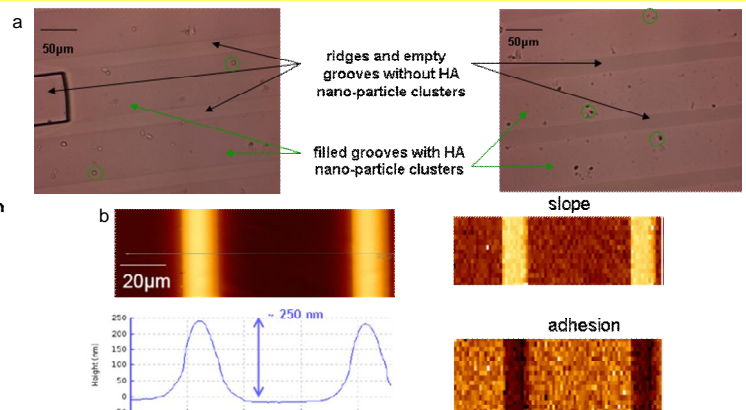 a
50µm
50µm
ridges and empty
grooves without HA
nano-particle clusters
filled grooves with HA
nano-particle clusters
b
20µm
slope
~ 250 nm
Height [nm]
250
200
150
100
50
0
adhesion